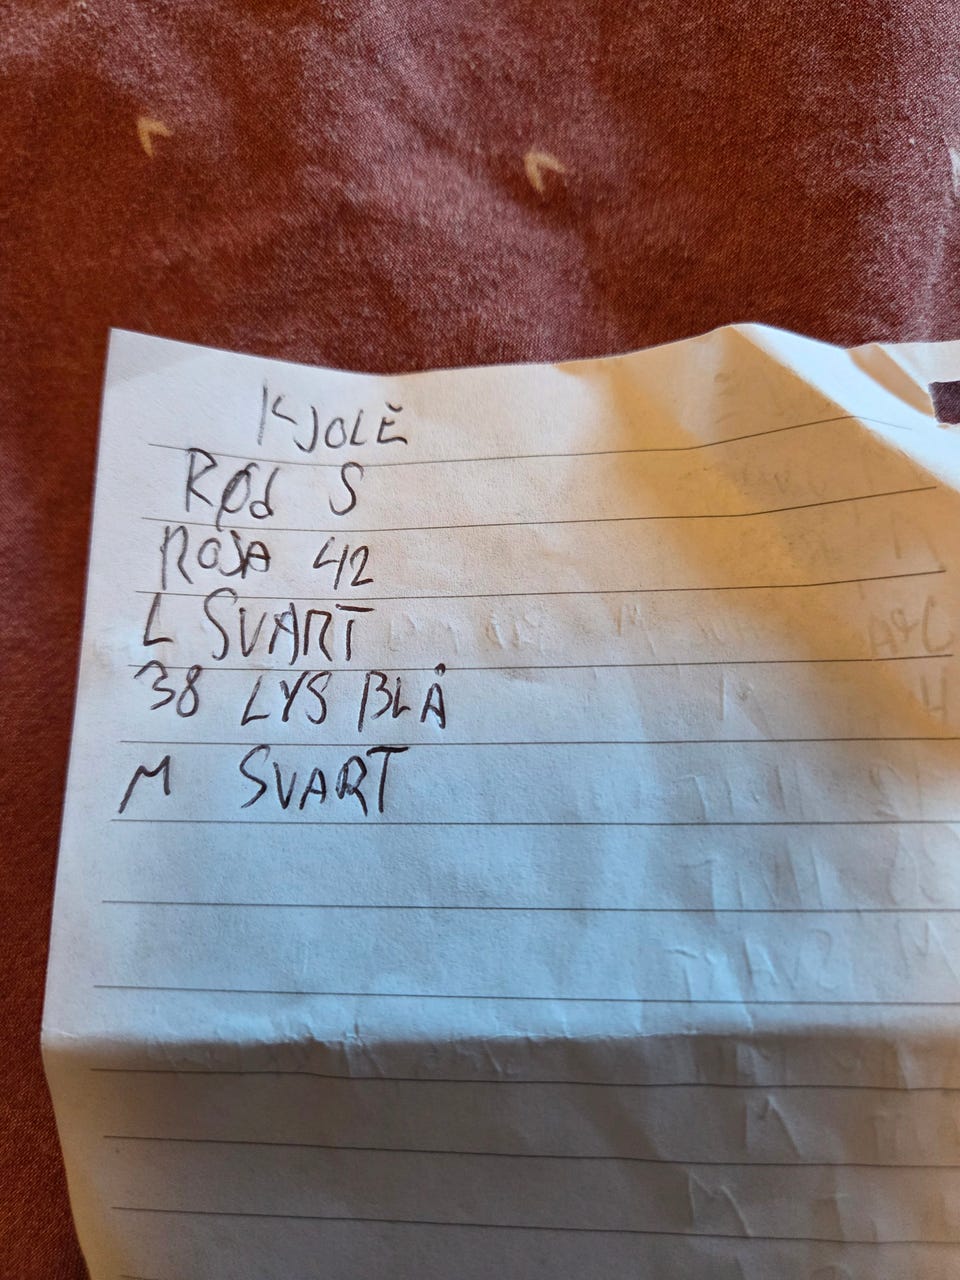 KJOLE
Rød S
ROSA 42
L SVART
38 LYS BLÅ
M SVART